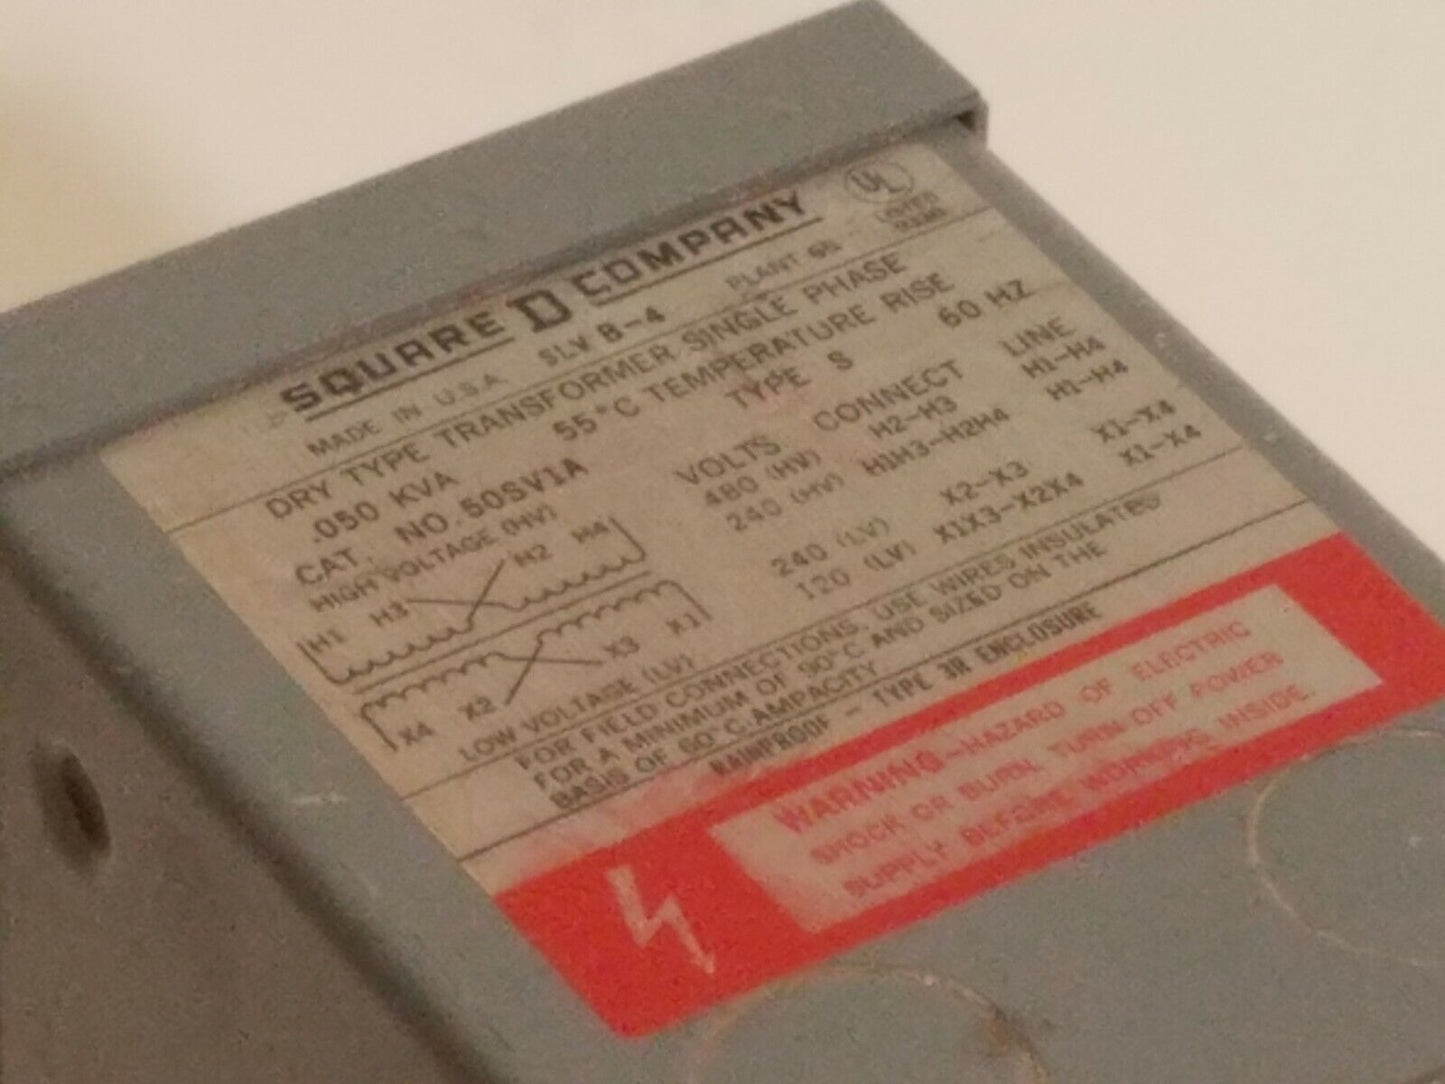 SQUARE D COMPANY
UL
LISTED
MADE IN U.S.A. SLV B-4 PLANT 65
DRY TYPE TRANSFORMER SINGLE PHASE
.050 KVA 55°C TEMPERATURE RISE
CAT. NO. 50SV1A TYPE S 60 HZ
HIGH VOLTAGE (HV)
VOLTS CONNECT LINE
480 (HV) H2-H3 H1-H4
240 (HV) H1H3-H2H4 H1-H4
240 (LV) X2-X3 X1-X4
120 (LV) X1X3-X2X4 X1-X4
H1 H3 H2 H4
X4 X2 X3 X1
LOW VOLTAGE (LV)
FOR FIELD CONNECTIONS, USE WIRES INSULATED
FOR A MINIMUM OF 90°C AND SIZED ON THE
BASIS OF 60°C AMPACITY
RAINPROOF - TYPE 3R ENCLOSURE
WARNING-HAZARD OF ELECTRIC
SHOCK OR BURN. TURN OFF POWER
SUPPLY BEFORE WORKING INSIDE.